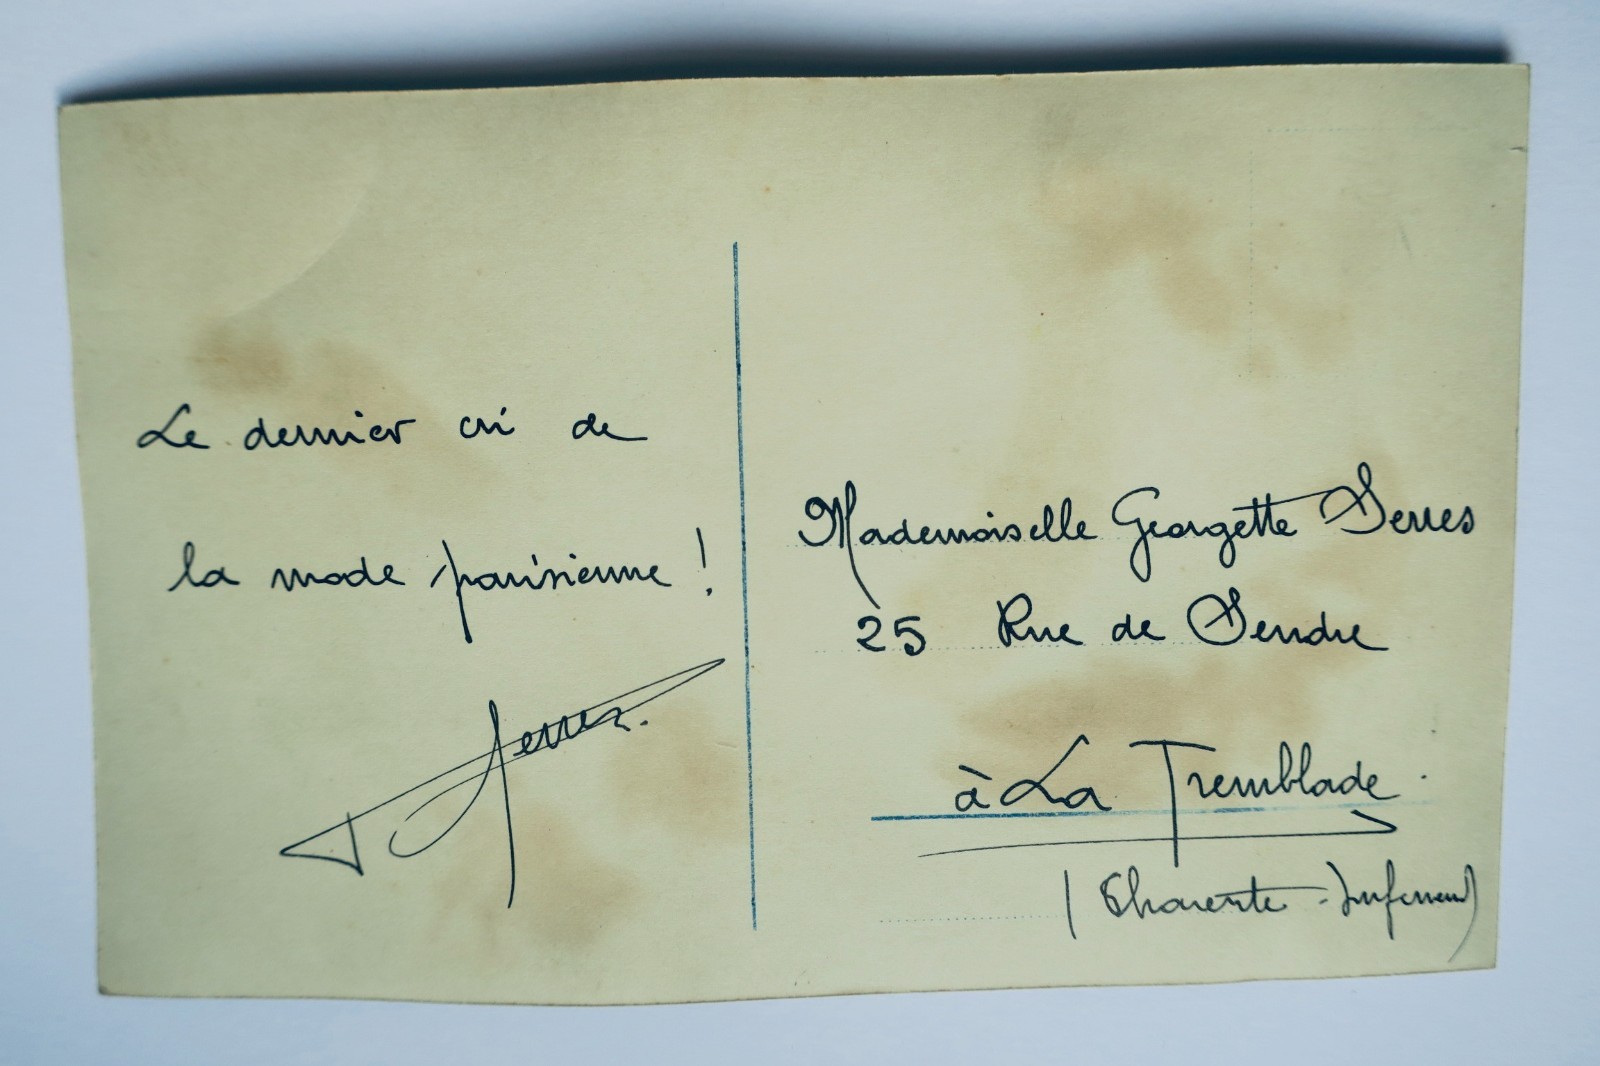 Le dernier cri de
la mode parisienne !
Serres.
Mademoiselle Georgette Serres
25 Rue de Seudre
à La Tremblade.
(Charente-Inférieure)